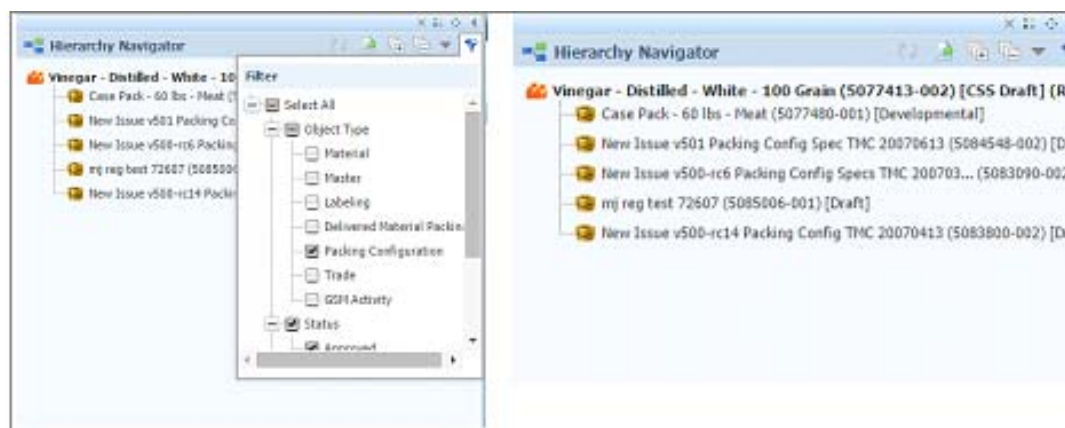 Hierarchy Navigator
Vinegar - Distilled - White - 10
Case Pack - 60 lbs - Meat (
New Issue v501 Packing Co
New Issue v500-rc6 Packing
mj reg test 72607 (508500
New Issue v500-rc14 Packi
Filter
Select All
Object Type
Material
Master
Labeling
Delivered Material Packin
Packing Configuration
Trade
GSM Activity
Status
Approved
Hierarchy Navigator
Vinegar - Distilled - White - 100 Grain (5077413-002) [CSS Draft] (R
Case Pack - 60 lbs - Meat (5077480-001) [Developmental]
New Issue v501 Packing Config Spec TMC 20070613 (5084548-002) [D
New Issue v500-rc6 Packing Config Specs TMC 200703... (5083090-002
mj reg test 72607 (5085006-001) [Draft]
New Issue v500-rc14 Packing Config TMC 20070413 (5083800-002) [D